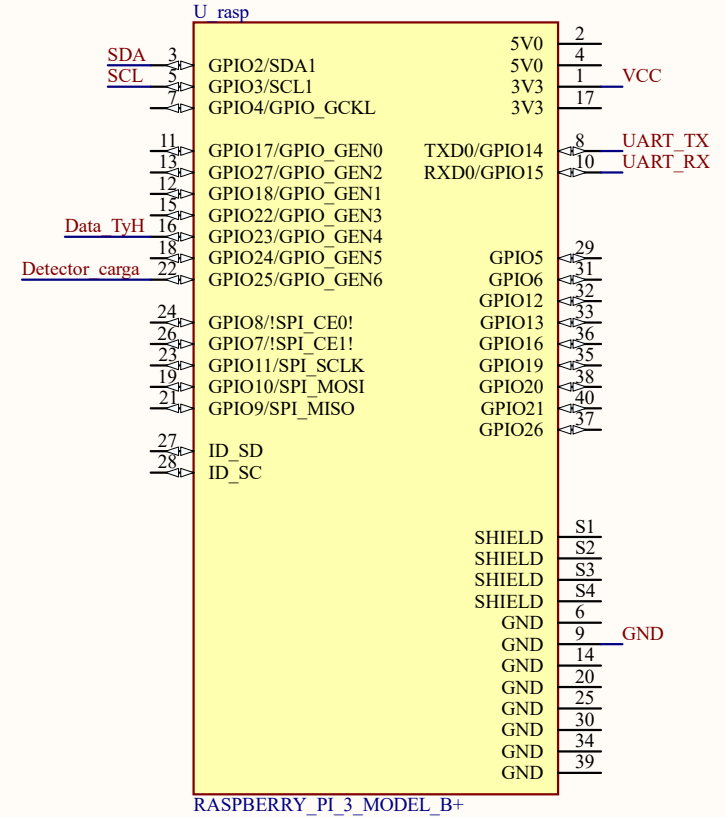 U_rasp
SDA 3 GPIO2/SDA1
SCL 5 GPIO3/SCL1
7 GPIO4/GPIO_GCKL
11 GPIO17/GPIO_GEN0
13 GPIO27/GPIO_GEN2
12 GPIO18/GPIO_GEN1
15 GPIO22/GPIO_GEN3
Data_TyH 16 GPIO23/GPIO_GEN4
18 GPIO24/GPIO_GEN5
Detector_carga 22 GPIO25/GPIO_GEN6
24 GPIO8/!SPI_CE0!
26 GPIO7/!SPI_CE1!
23 GPIO11/SPI_SCLK
19 GPIO10/SPI_MOSI
21 GPIO9/SPI_MISO
27 ID_SD
28 ID_SC
5V0 2
5V0 4
3V3 1 VCC
3V3 17
TXD0/GPIO14 8 UART_TX
RXD0/GPIO15 10 UART_RX
GPIO5 29
GPIO6 31
GPIO12 32
GPIO13 33
GPIO16 36
GPIO19 35
GPIO20 38
GPIO21 40
GPIO26 37
SHIELD S1
SHIELD S2
SHIELD S3
SHIELD S4
GND 6
GND 9 GND
GND 14
GND 20
GND 25
GND 30
GND 34
GND 39
RASPBERRY_PI_3_MODEL_B+